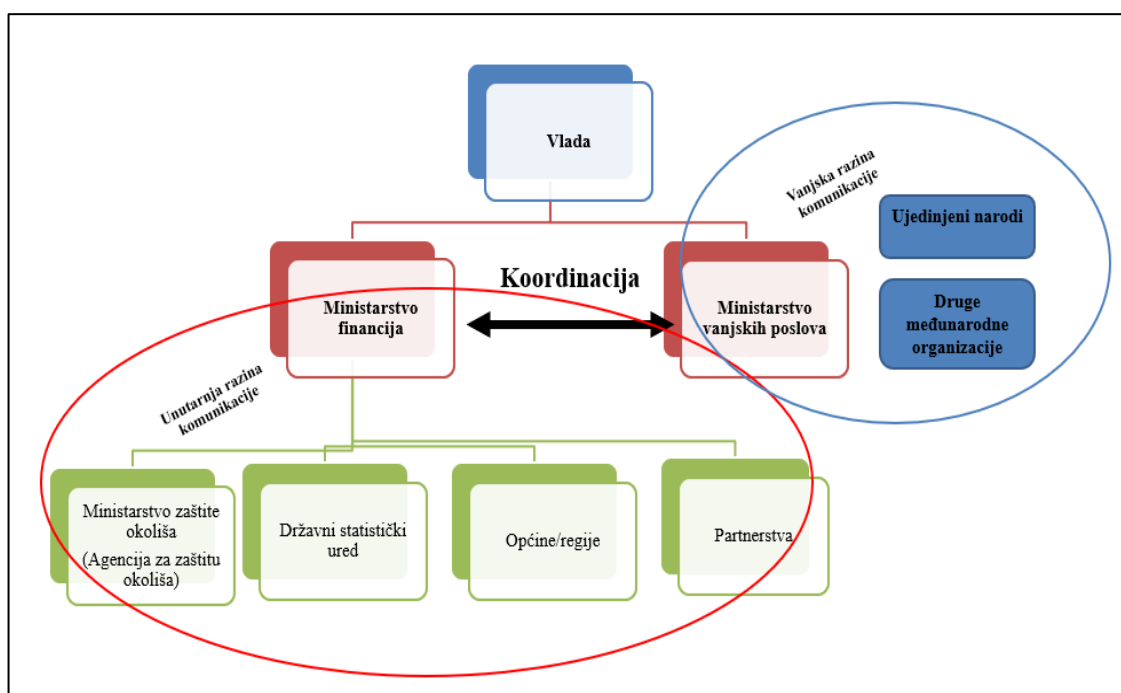 Vlada
Vanjska razina
komunikacije
Ujedinjeni narodi
Koordinacija
Ministarstvo
financija
Ministarstvo
vanjskih poslova
Druge
međunarodne
organizacije
Unutarnja razina
komunikacije
Ministarstvo zaštite
okoliša
(Agencija za zaštitu
okoliša)
Državni statistički
ured
Općine/regije
Partnerstva